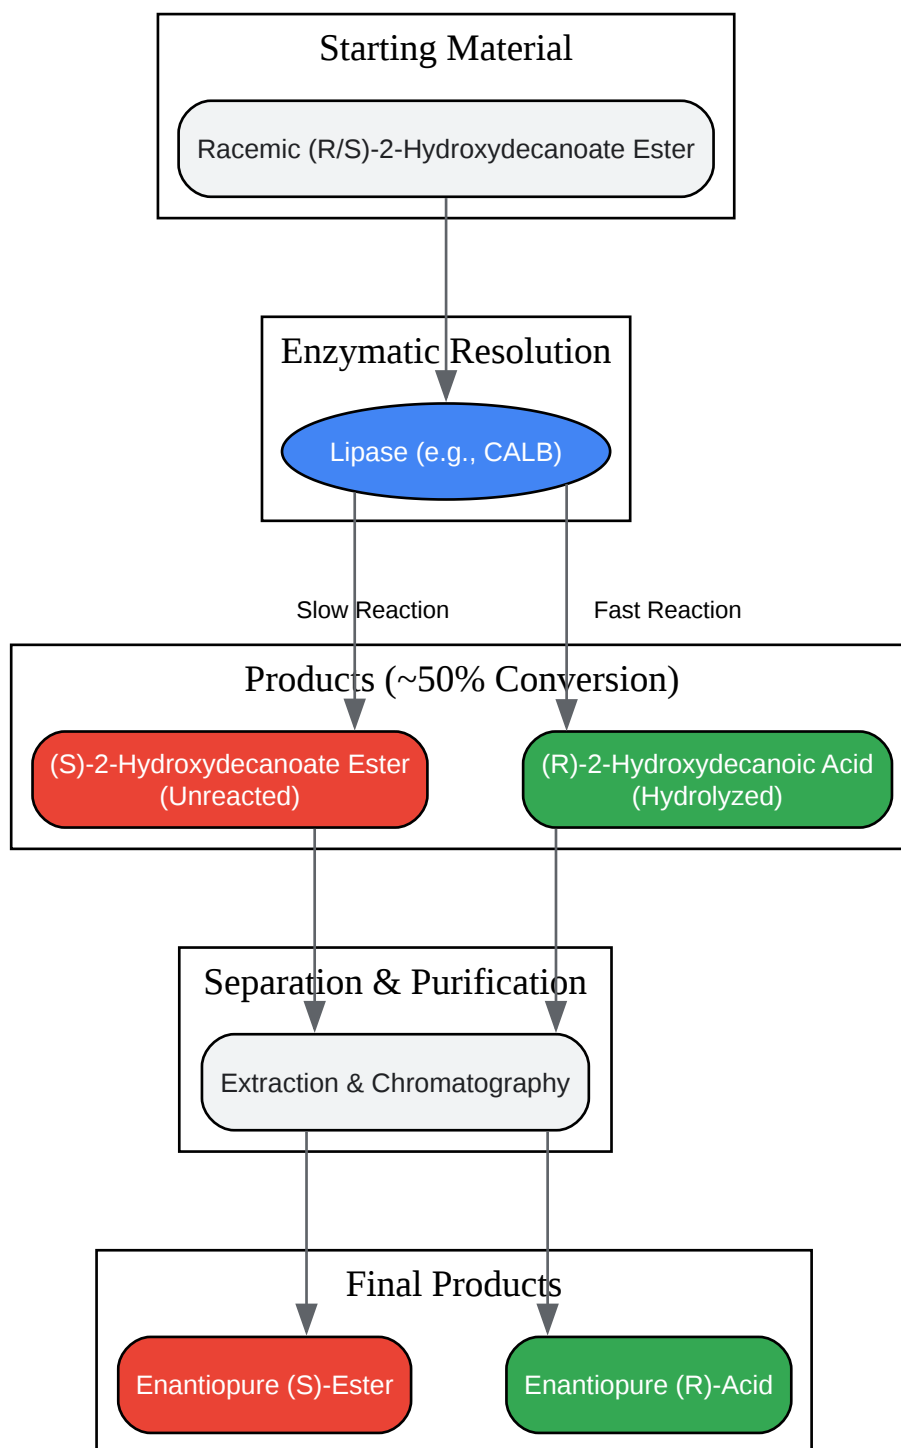 Starting Material
Racemic (R/S)-2-Hydroxydecanoate Ester
Enzymatic Resolution
Lipase (e.g., CALB)
Slow Reaction
Fast Reaction
Products (~50% Conversion)
(S)-2-Hydroxydecanoate Ester
(Unreacted)
(R)-2-Hydroxydecanoic Acid
(Hydrolyzed)
Separation & Purification
Extraction & Chromatography
Final Products
Enantiopure (S)-Ester
Enantiopure (R)-Acid